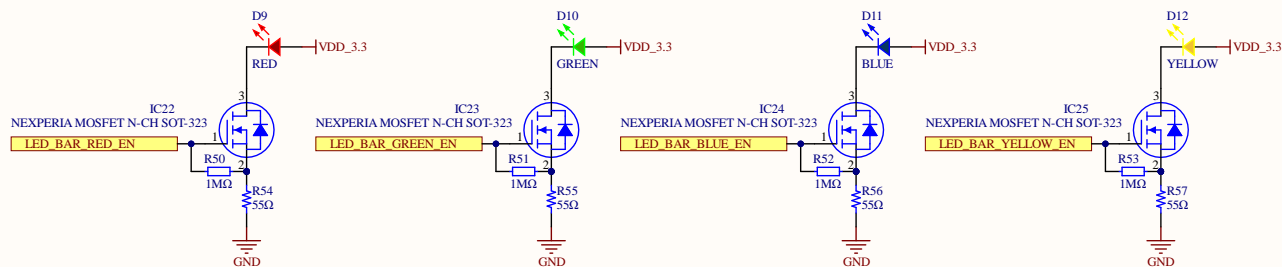 D9
VDD_3.3
RED
3
IC22
NEXPERIA MOSFET N-CH SOT-323
LED_BAR_RED_EN
1
R50
1MΩ
2
R54
55Ω
GND
D10
VDD_3.3
GREEN
3
IC23
NEXPERIA MOSFET N-CH SOT-323
LED_BAR_GREEN_EN
1
R51
1MΩ
2
R55
55Ω
GND
D11
VDD_3.3
BLUE
3
IC24
NEXPERIA MOSFET N-CH SOT-323
LED_BAR_BLUE_EN
1
R52
1MΩ
2
R56
55Ω
GND
D12
VDD_3.3
YELLOW
3
IC25
NEXPERIA MOSFET N-CH SOT-323
LED_BAR_YELLOW_EN
1
R53
1MΩ
2
R57
55Ω
GND